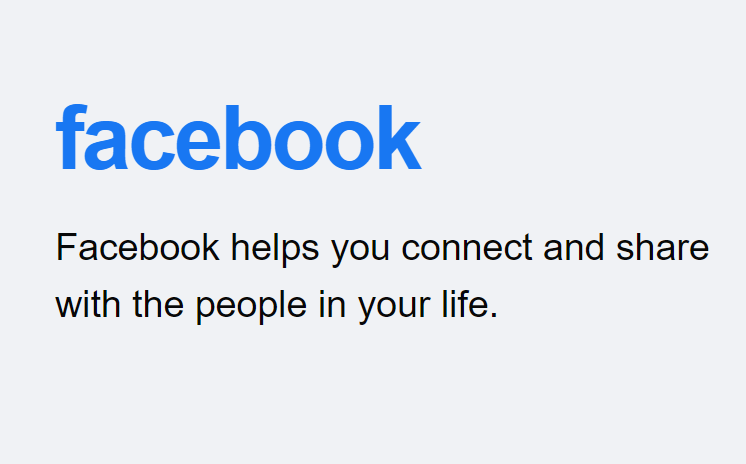 facebook
Facebook helps you connect and share
with the people in your life.